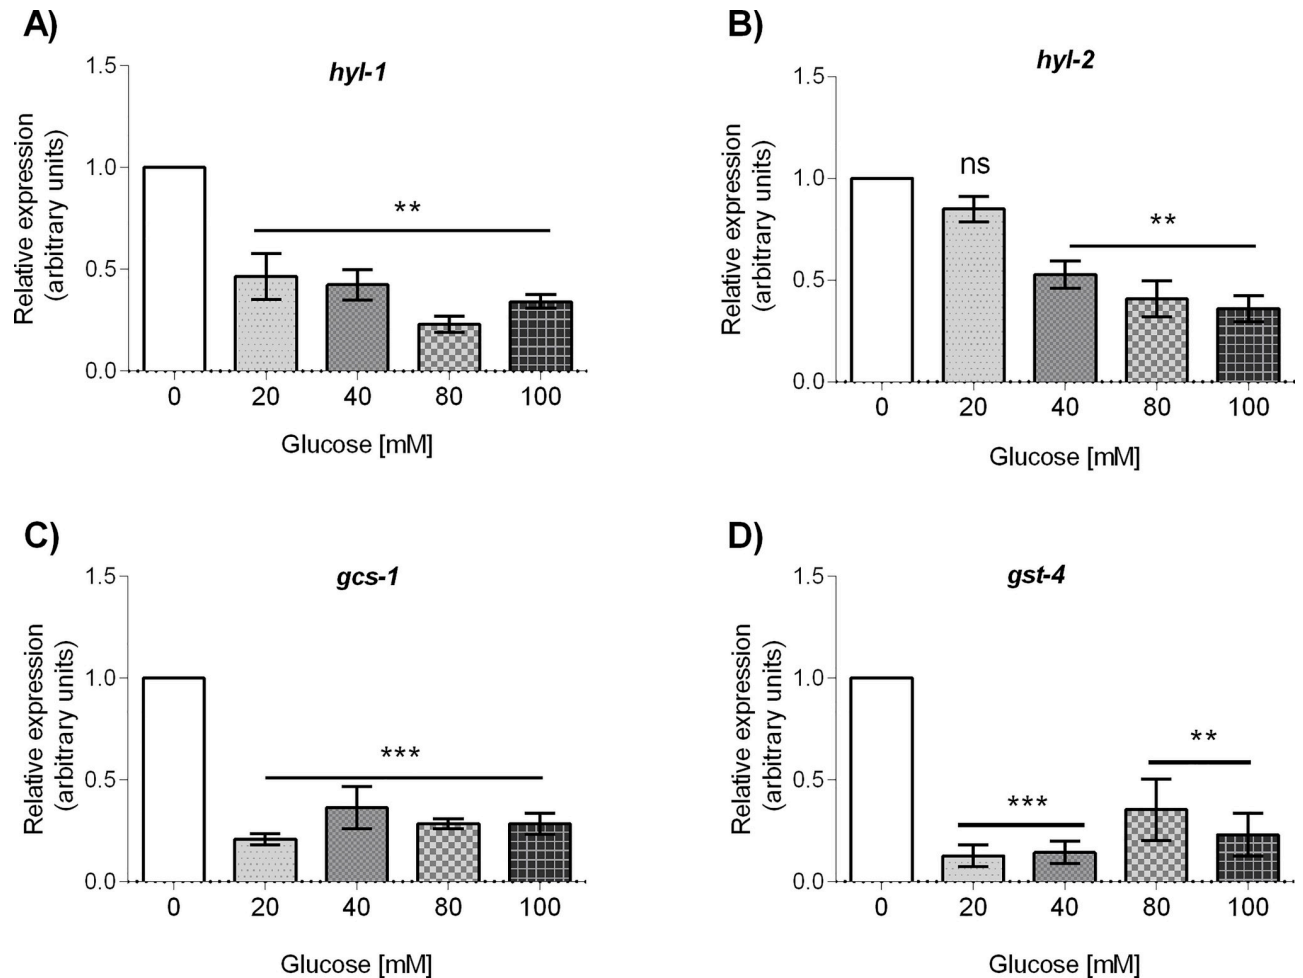 A)
hyl-1
Relative expression
(arbitrary units)
1.5
1.0
0.5
0.0
**
0 20 40 80 100
Glucose [mM]
B)
hyl-2
Relative expression
(arbitrary units)
1.5
1.0
0.5
0.0
ns
**
0 20 40 80 100
Glucose [mM]
C)
gcs-1
Relative expression
(arbitrary units)
1.5
1.0
0.5
0.0
***
0 20 40 80 100
Glucose [mM]
D)
gst-4
Relative expression
(arbitrary units)
1.5
1.0
0.5
0.0
***
**
0 20 40 80 100
Glucose [mM]